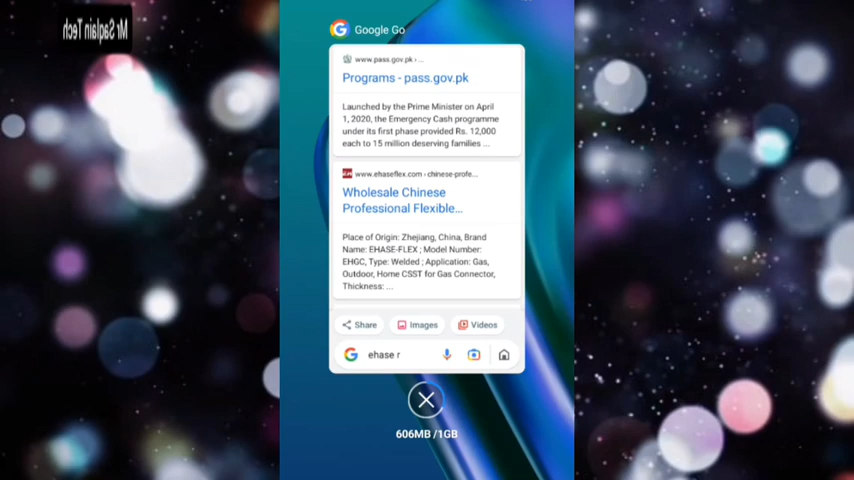 Mr Saqlain Tech
Google Go
www.pass.gov.pk › ...
Programs - pass.gov.pk
Launched by the Prime Minister on April
1, 2020, the Emergency Cash programme
under its first phase provided Rs. 12,000
each to 15 million deserving families ...
www.ehaseflex.com › chinese-profe...
Wholesale Chinese
Professional Flexible...
Place of Origin: Zhejiang, China, Brand
Name: EHASE-FLEX ; Model Number:
EHGC, Type: Welded ; Application: Gas,
Outdoor, Home CSST for Gas Connector,
Thickness: ...
Share Images Videos
ehase r
606MB /1GB